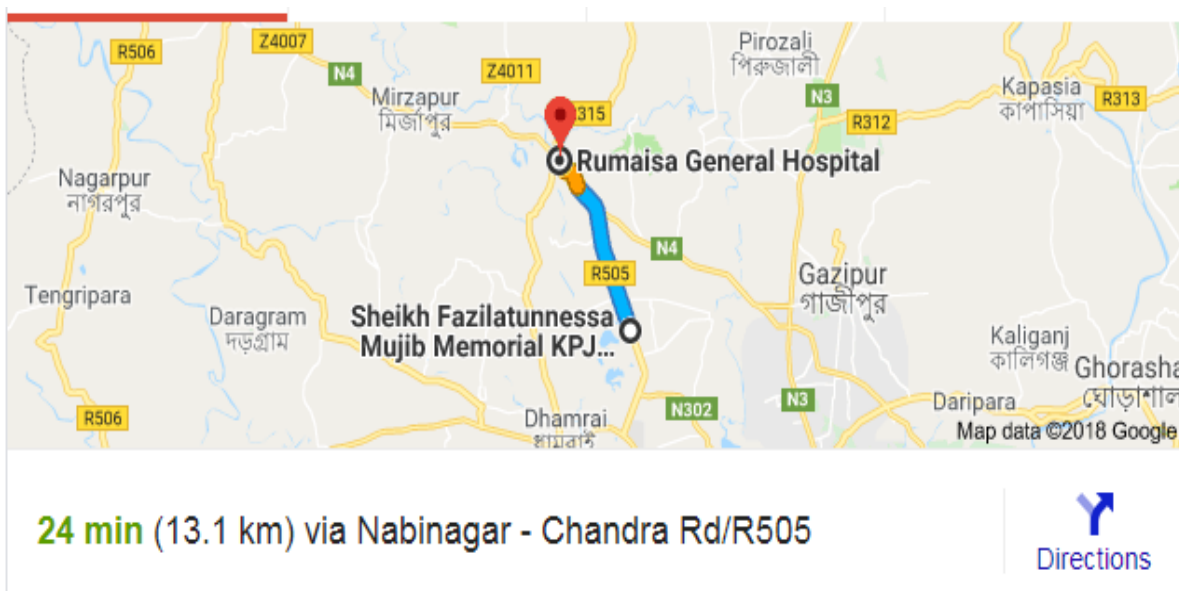 R506
Z4007
N4
Z4011
Pirozali
পিরুজালী
Kapasia
কাপাসিয়া
R313
Mirzapur
মির্জাপুর
R315
N3
R312
Rumaisa General Hospital
Nagarpur
নাগরপুর
N4
R505
Gazipur
গাজীপুর
Tengripara
Daragram
দড়গ্রাম
Sheikh Fazilatunnessa
Mujib Memorial KPJ...
Kaliganj
কালিগঞ্জ
Ghorasha
ঘোড়াশাল
R506
Dhamrai
ধামরাই
N302
N3
Daripara
Map data ©2018 Google
24 min (13.1 km) via Nabinagar - Chandra Rd/R505
Directions